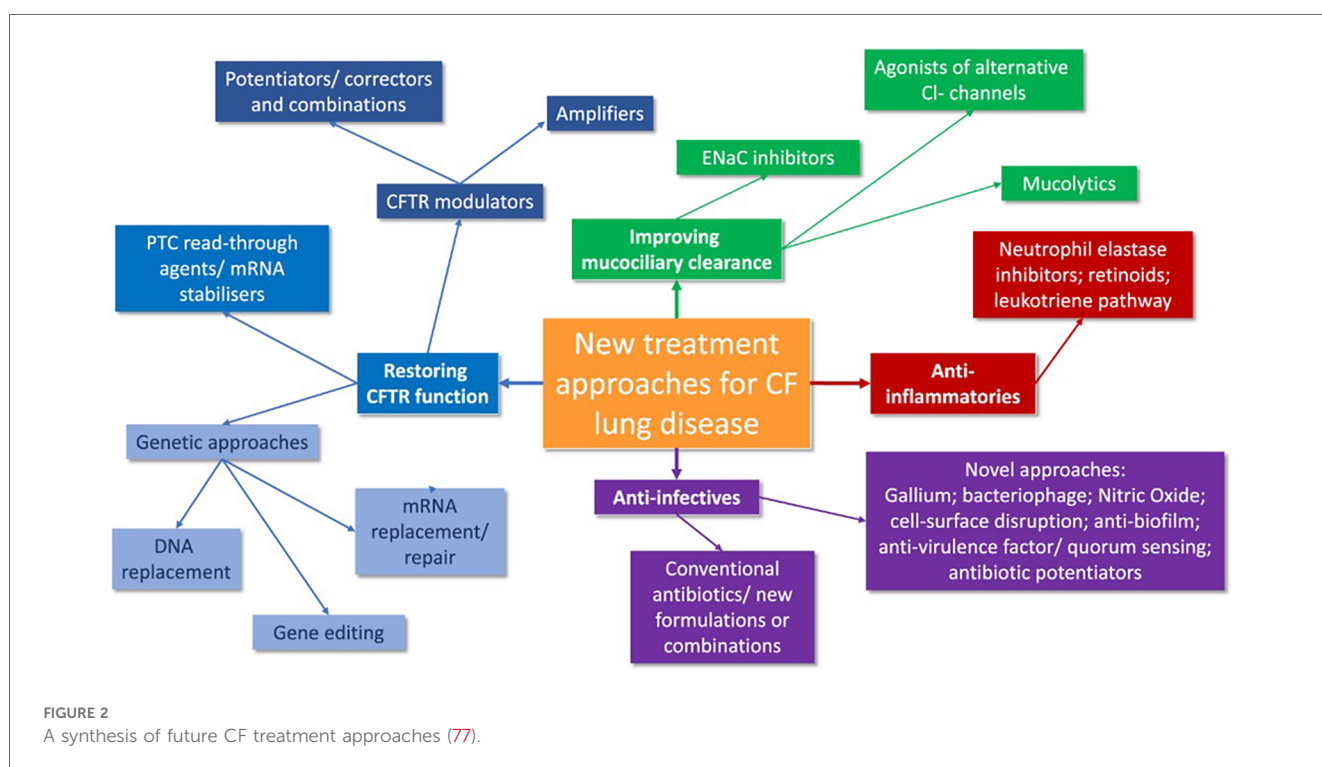 Potentiators/ correctors
and combinations
Amplifiers
CFTR modulators
PTC read-through
agents/ mRNA
stabilisers
Restoring
CFTR function
Genetic approaches
DNA
replacement
Gene editing
mRNA
replacement/
repair
Agonists of alternative
Cl- channels
ENaC inhibitors
Mucolytics
Improving
mucociliary clearance
New treatment
approaches for CF
lung disease
Neutrophil elastase
inhibitors; retinoids;
leukotriene pathway
Anti-
inflammatories
Anti-infectives
Novel approaches:
Gallium; bacteriophage; Nitric Oxide;
cell-surface disruption; anti-biofilm;
anti-virulence factor/ quorum sensing;
antibiotic potentiators
Conventional
antibiotics/ new
formulations or
combinations
FIGURE 2
A synthesis of future CF treatment approaches (77).